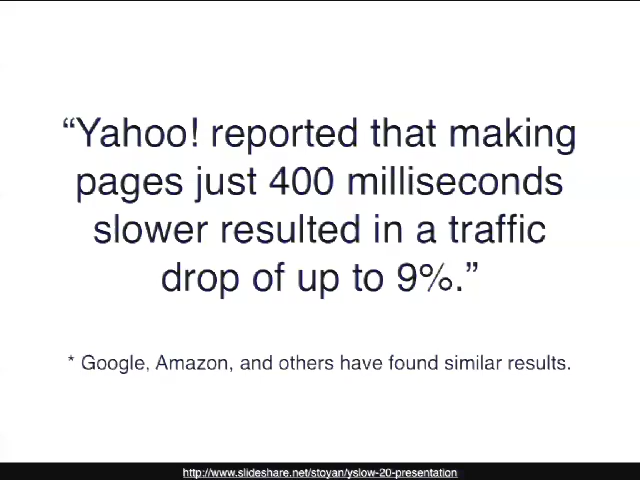 “Yahoo! reported that making
pages just 400 milliseconds
slower resulted in a traffic
drop of up to 9%.”
* Google, Amazon, and others have found similar results.
http://www.slideshare.net/stoyan/yslow-20-presentation